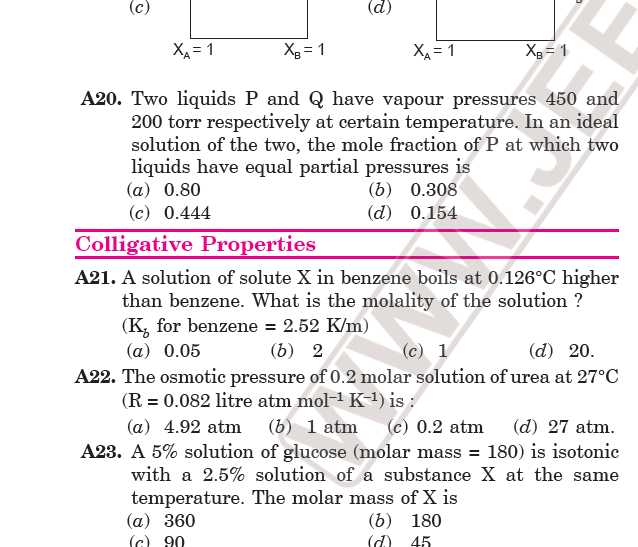 (c) (d)
X_A = 1 X_B = 1 X_A = 1 X_B = 1
A20. Two liquids P and Q have vapour pressures 450 and
200 torr respectively at certain temperature. In an ideal
solution of the two, the mole fraction of P at which two
liquids have equal partial pressures is
(a) 0.80 (b) 0.308
(c) 0.444 (d) 0.154
Colligative Properties
A21. A solution of solute X in benzene boils at 0.126°C higher
than benzene. What is the molality of the solution ?
(K_b for benzene = 2.52 K/m)
(a) 0.05 (b) 2 (c) 1 (d) 20.
A22. The osmotic pressure of 0.2 molar solution of urea at 27°C
(R = 0.082 litre atm mol⁻¹ K⁻¹) is :
(a) 4.92 atm (b) 1 atm (c) 0.2 atm (d) 27 atm.
A23. A 5% solution of glucose (molar mass = 180) is isotonic
with a 2.5% solution of a substance X at the same
temperature. The molar mass of X is
(a) 360 (b) 180
(c) 90 (d) 45
WWW.JEE